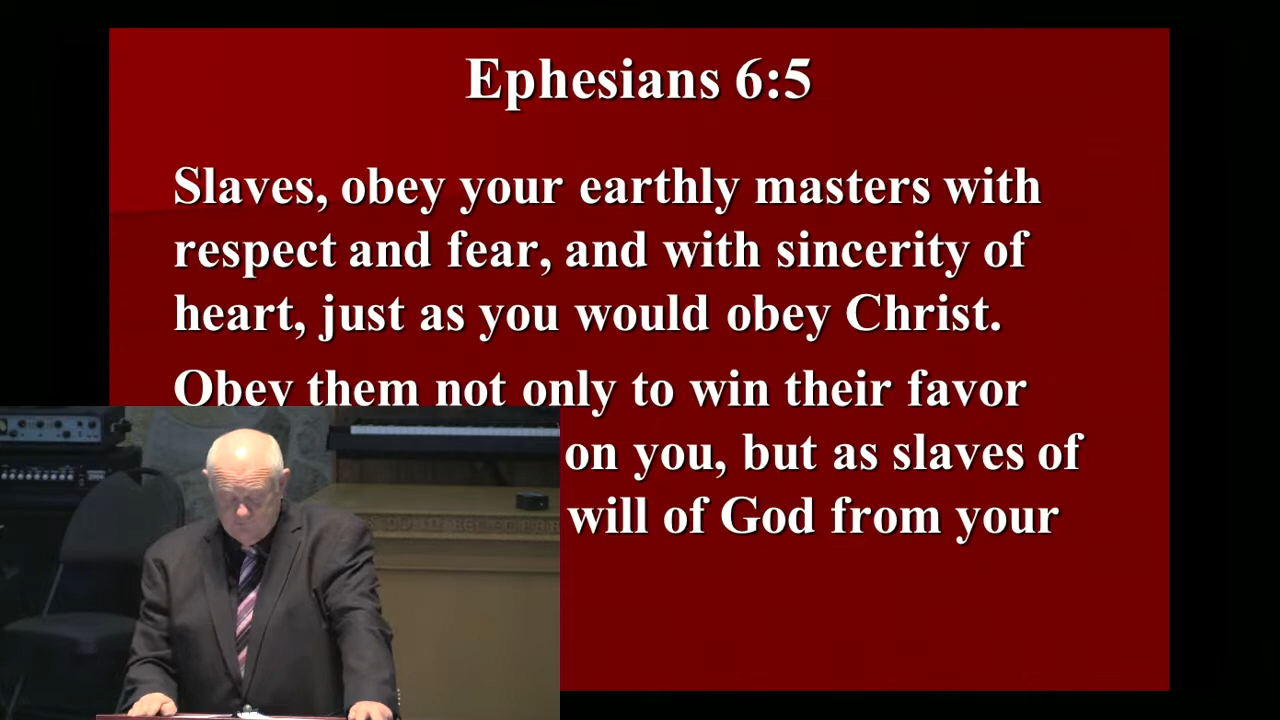 Ephesians 6:5
Slaves, obey your earthly masters with
respect and fear, and with sincerity of
heart, just as you would obey Christ.
Obey them not only to win their favor
on you, but as slaves of
will of God from your